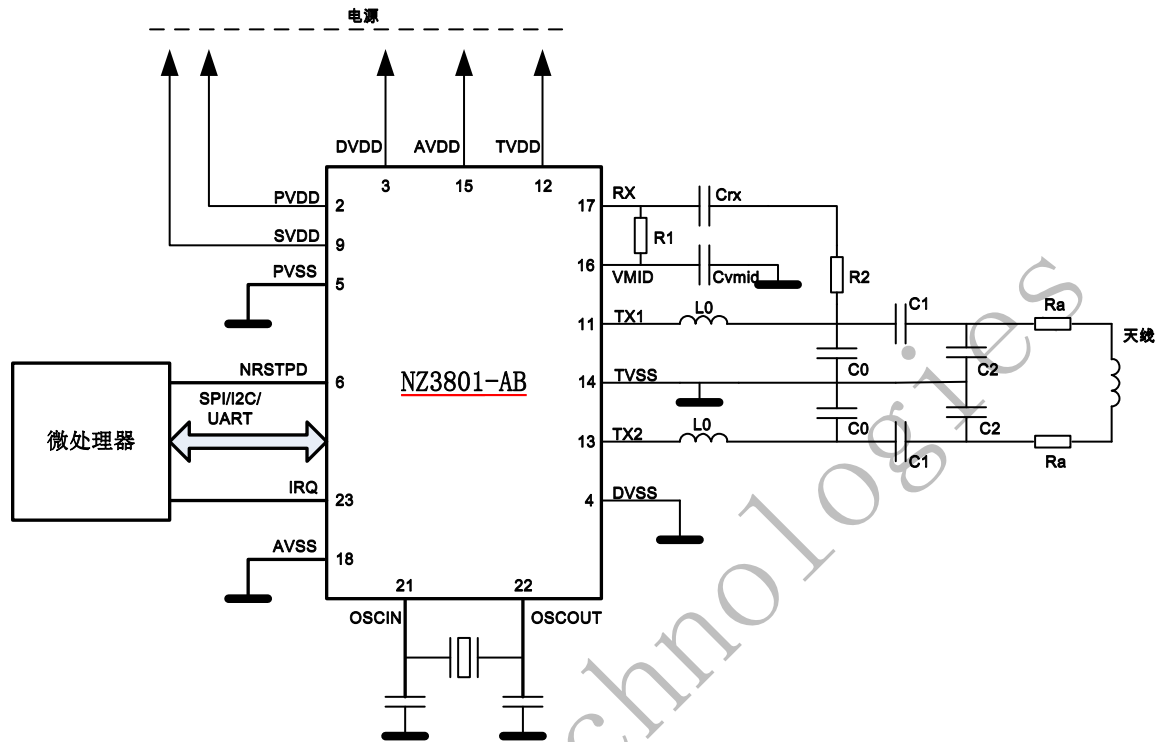 电源
DVDD
AVDD
TVDD
3
15
12
PVDD
2
SVDD
9
PVSS
5
NRSTPD
6
SPI/I2C/
UART
微处理器
IRQ
23
AVSS
18
NZ3801-AB
17
RX
Crx
R1
16
VMID
Cvmid
R2
11
TX1
L0
C1
Ra
天线
C0
C2
14
TVSS
13
TX2
L0
C0
C1
C2
Ra
4
DVSS
21
22
OSCIN
OSCOUT
chnologies